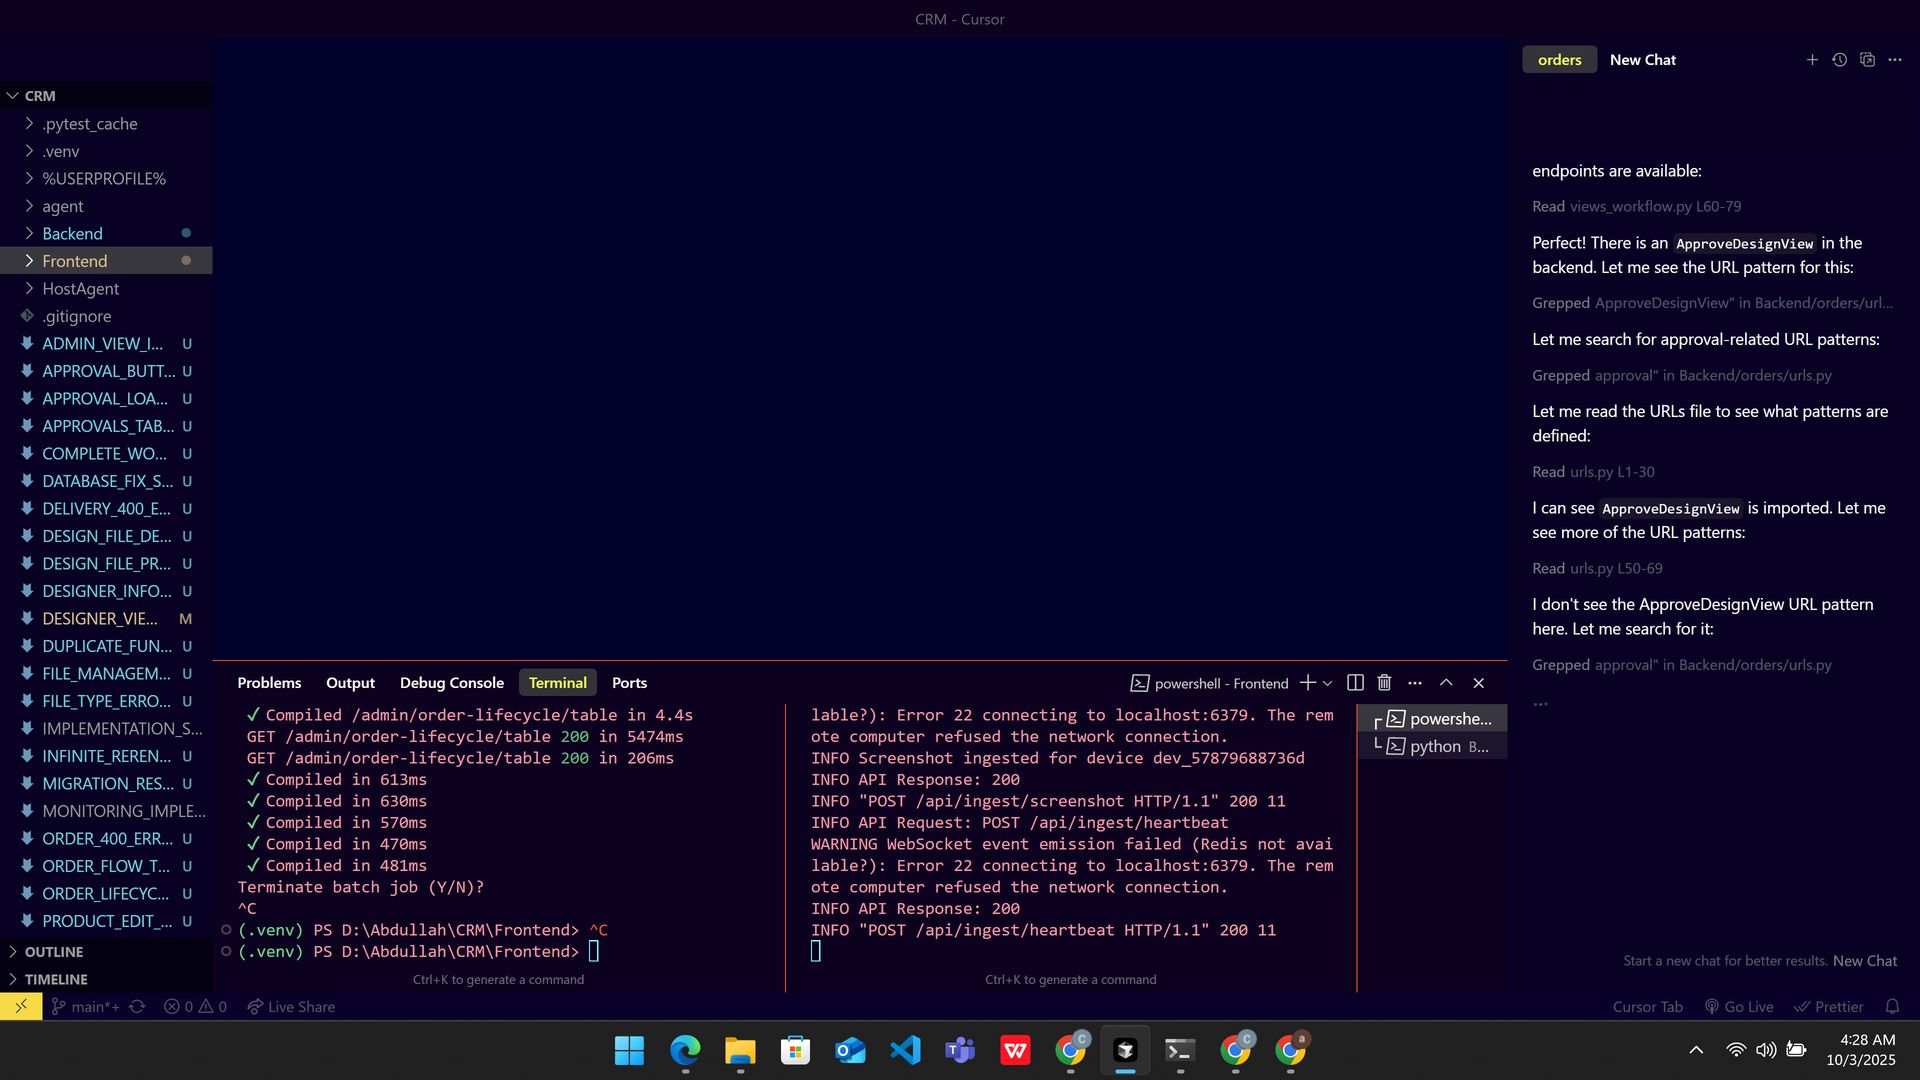 CRM - Cursor
CRM
.pytest_cache
.venv
%USERPROFILE%
agent
Backend
Frontend
HostAgent
.gitignore
ADMIN_VIEW_I... U
APPROVAL_BUTT... U
APPROVAL_LOA... U
APPROVALS_TAB... U
COMPLETE_WO... U
DATABASE_FIX_S... U
DELIVERY_400_E... U
DESIGN_FILE_DE... U
DESIGN_FILE_PR... U
DESIGNER_INFO... U
DESIGNER_VIE... M
DUPLICATE_FUN... U
FILE_MANAGEM... U
FILE_TYPE_ERRO... U
IMPLEMENTATION_S...
INFINITE_REREN... U
MIGRATION_RES... U
MONITORING_IMPLE...
ORDER_400_ERR... U
ORDER_FLOW_T... U
ORDER_LIFECYC... U
PRODUCT_EDIT_... U
OUTLINE
TIMELINE
Problems Output Debug Console Terminal Ports
powershell - Frontend
✓ Compiled /admin/order-lifecycle/table in 4.4s
GET /admin/order-lifecycle/table 200 in 5474ms
GET /admin/order-lifecycle/table 200 in 206ms
✓ Compiled in 613ms
✓ Compiled in 630ms
✓ Compiled in 570ms
✓ Compiled in 470ms
✓ Compiled in 481ms
Terminate batch job (Y/N)?
^C
(.venv) PS D:\Abdullah\CRM\Frontend> ^C
(.venv) PS D:\Abdullah\CRM\Frontend>
Ctrl+K to generate a command
lable?): Error 22 connecting to localhost:6379. The rem
ote computer refused the network connection.
INFO Screenshot ingested for device dev_57879688736d
INFO API Response: 200
INFO "POST /api/ingest/screenshot HTTP/1.1" 200 11
INFO API Request: POST /api/ingest/heartbeat
WARNING WebSocket event emission failed (Redis not avai
lable?): Error 22 connecting to localhost:6379. The rem
ote computer refused the network connection.
INFO API Response: 200
INFO "POST /api/ingest/heartbeat HTTP/1.1" 200 11
Ctrl+K to generate a command
powershe...
python B...
orders New Chat
endpoints are available:
Read views_workflow.py L60-79
Perfect! There is an ApproveDesignView in the
backend. Let me see the URL pattern for this:
Grepped ApproveDesignView" in Backend/orders/url...
Let me search for approval-related URL patterns:
Grepped approval" in Backend/orders/urls.py
Let me read the URLs file to see what patterns are
defined:
Read urls.py L1-30
I can see ApproveDesignView is imported. Let me
see more of the URL patterns:
Read urls.py L50-69
I don't see the ApproveDesignView URL pattern
here. Let me search for it:
Grepped approval" in Backend/orders/urls.py
...
Start a new chat for better results. New Chat
main*+ 0 0 Live Share
Cursor Tab Go Live Prettier
4:28 AM
10/3/2025